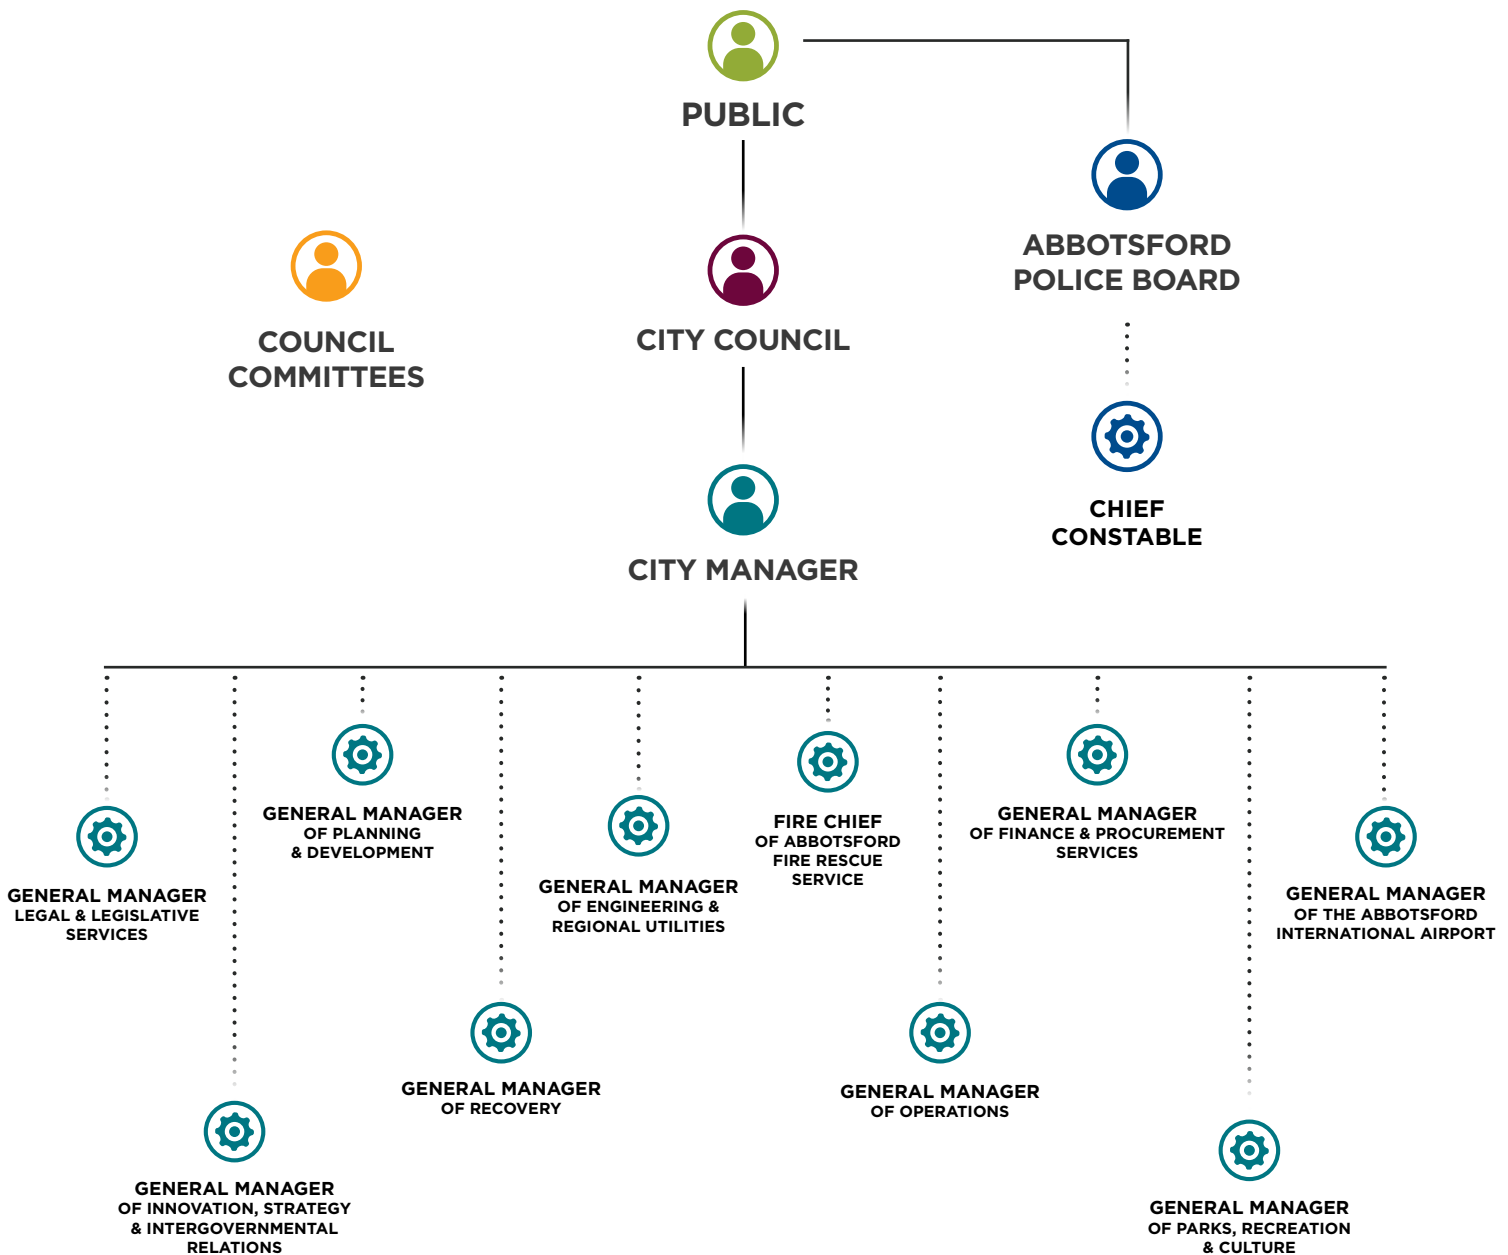 PUBLIC
ABBOTSFORD
POLICE BOARD
COUNCIL
COMMITTEES
CITY COUNCIL
CHIEF
CONSTABLE
CITY MANAGER
GENERAL MANAGER
LEGAL & LEGISLATIVE
SERVICES
GENERAL MANAGER
OF INNOVATION, STRATEGY
& INTERGOVERNMENTAL
RELATIONS
GENERAL MANAGER
OF PLANNING
& DEVELOPMENT
GENERAL MANAGER
OF RECOVERY
GENERAL MANAGER
OF ENGINEERING &
REGIONAL UTILITIES
FIRE CHIEF
OF ABBOTSFORD
FIRE RESCUE
SERVICE
GENERAL MANAGER
OF OPERATIONS
GENERAL MANAGER
OF FINANCE & PROCUREMENT
SERVICES
GENERAL MANAGER
OF PARKS, RECREATION
& CULTURE
GENERAL MANAGER
OF THE ABBOTSFORD
INTERNATIONAL AIRPORT